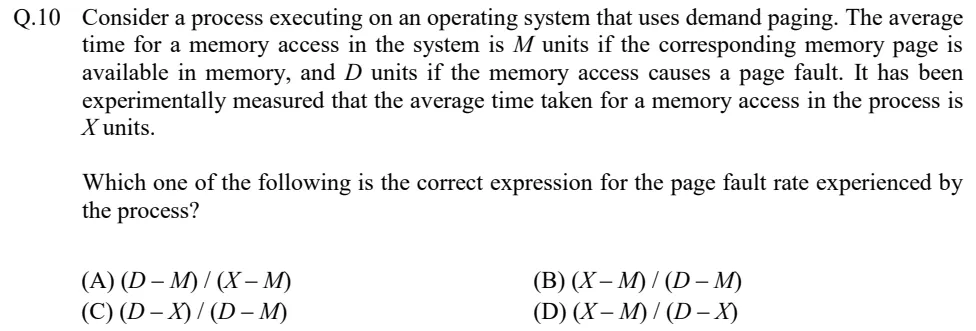 Q.10 Consider a process executing on an operating system that uses demand paging. The average
time for a memory access in the system is M units if the corresponding memory page is
available in memory, and D units if the memory access causes a page fault. It has been
experimentally measured that the average time taken for a memory access in the process is
X units.
Which one of the following is the correct expression for the page fault rate experienced by
the process?
(A) (D – M) / (X – M) (B) (X – M) / (D – M)
(C) (D – X) / (D – M) (D) (X – M) / (D – X)